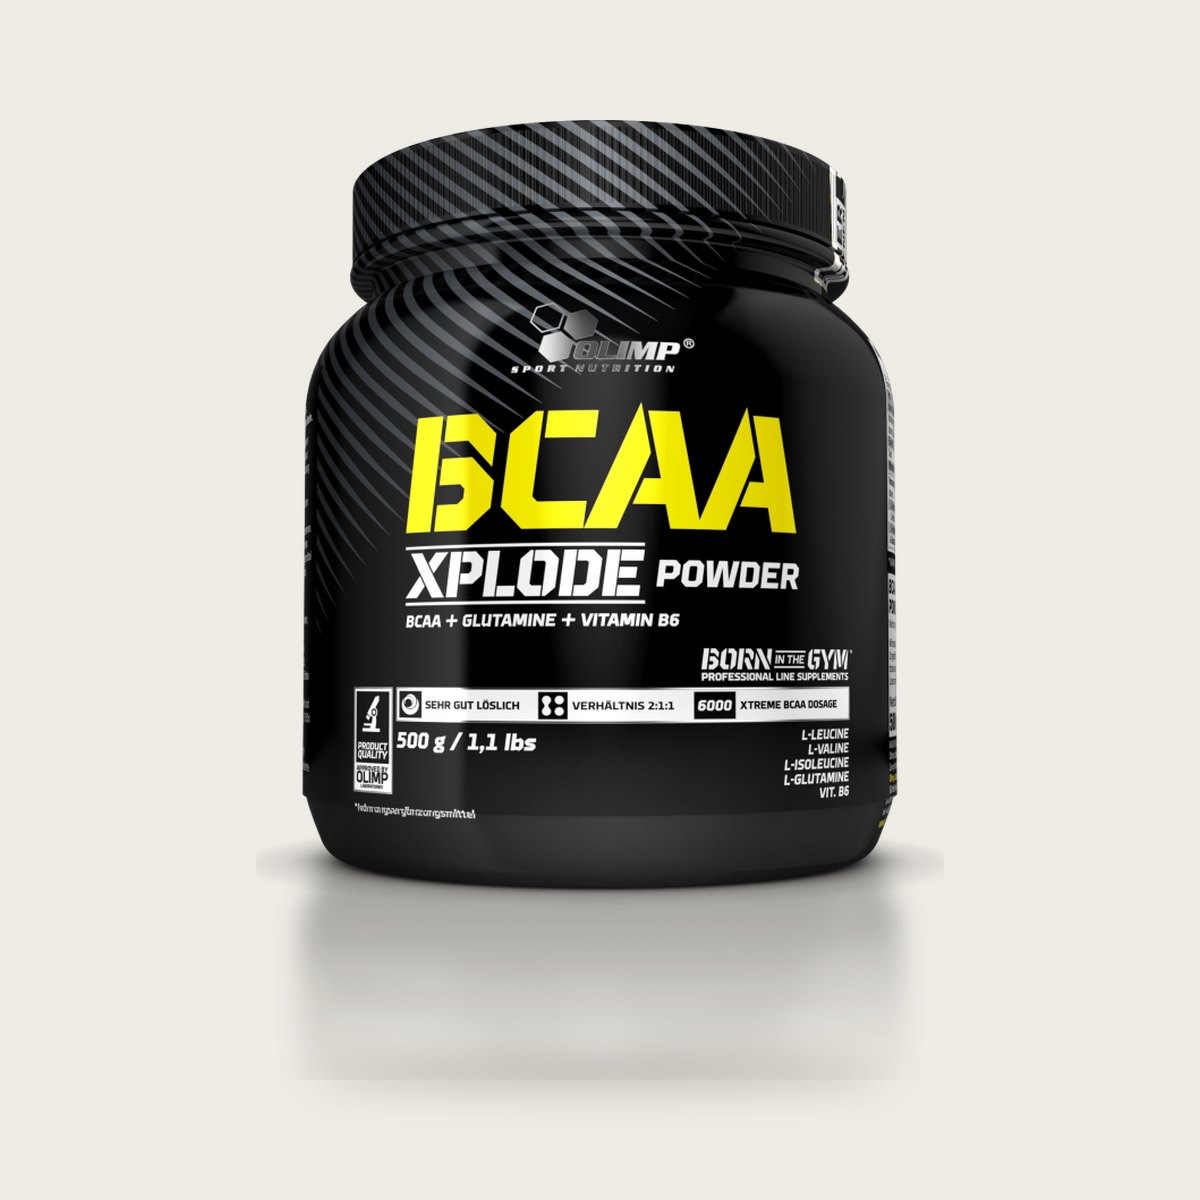 OLIMP®
SPORT NUTRITION
BCAA
XPLODE POWDER
BCAA + GLUTAMINE + VITAMIN B6
BORN IN THE GYM
PROFESSIONAL LINE SUPPLEMENTS
SEHR GUT LÖSLICH
VERHÄLTNIS 2:1:1
6000 XTREME BCAA DOSAGE
PRODUCT
QUALITY
APPROVED BY
OLIMP
LABORATORIES
500 g / 1,1 lbs
L-LEUCINE
L-VALINE
L-ISOLEUCINE
L-GLUTAMINE
VIT. B6
*Nahrungsergänzungsmittel